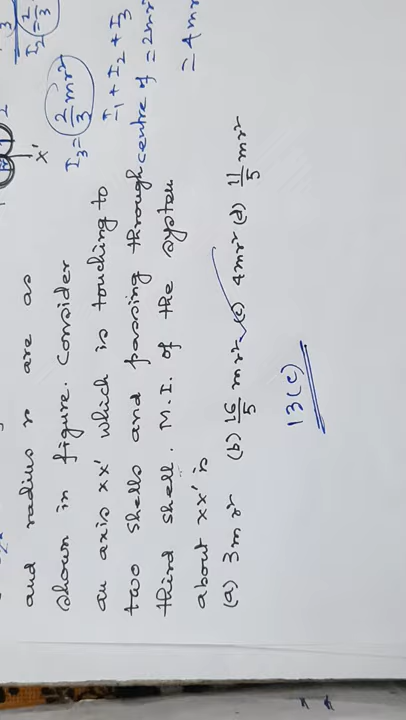 and radius r are as
shown in figure. Consider
an axis xx' which is touching to
two shells and passing through centre of
third shell. M.I. of the system
about xx' is
(a) 3mr² (b) 16/5 mr² (c) 4mr² (d) 11/5 mr²
13(c)
x'
I₃ = 2/3 mr²
I₁ + I₂ + I₃
= 2mr²
= 4mr²